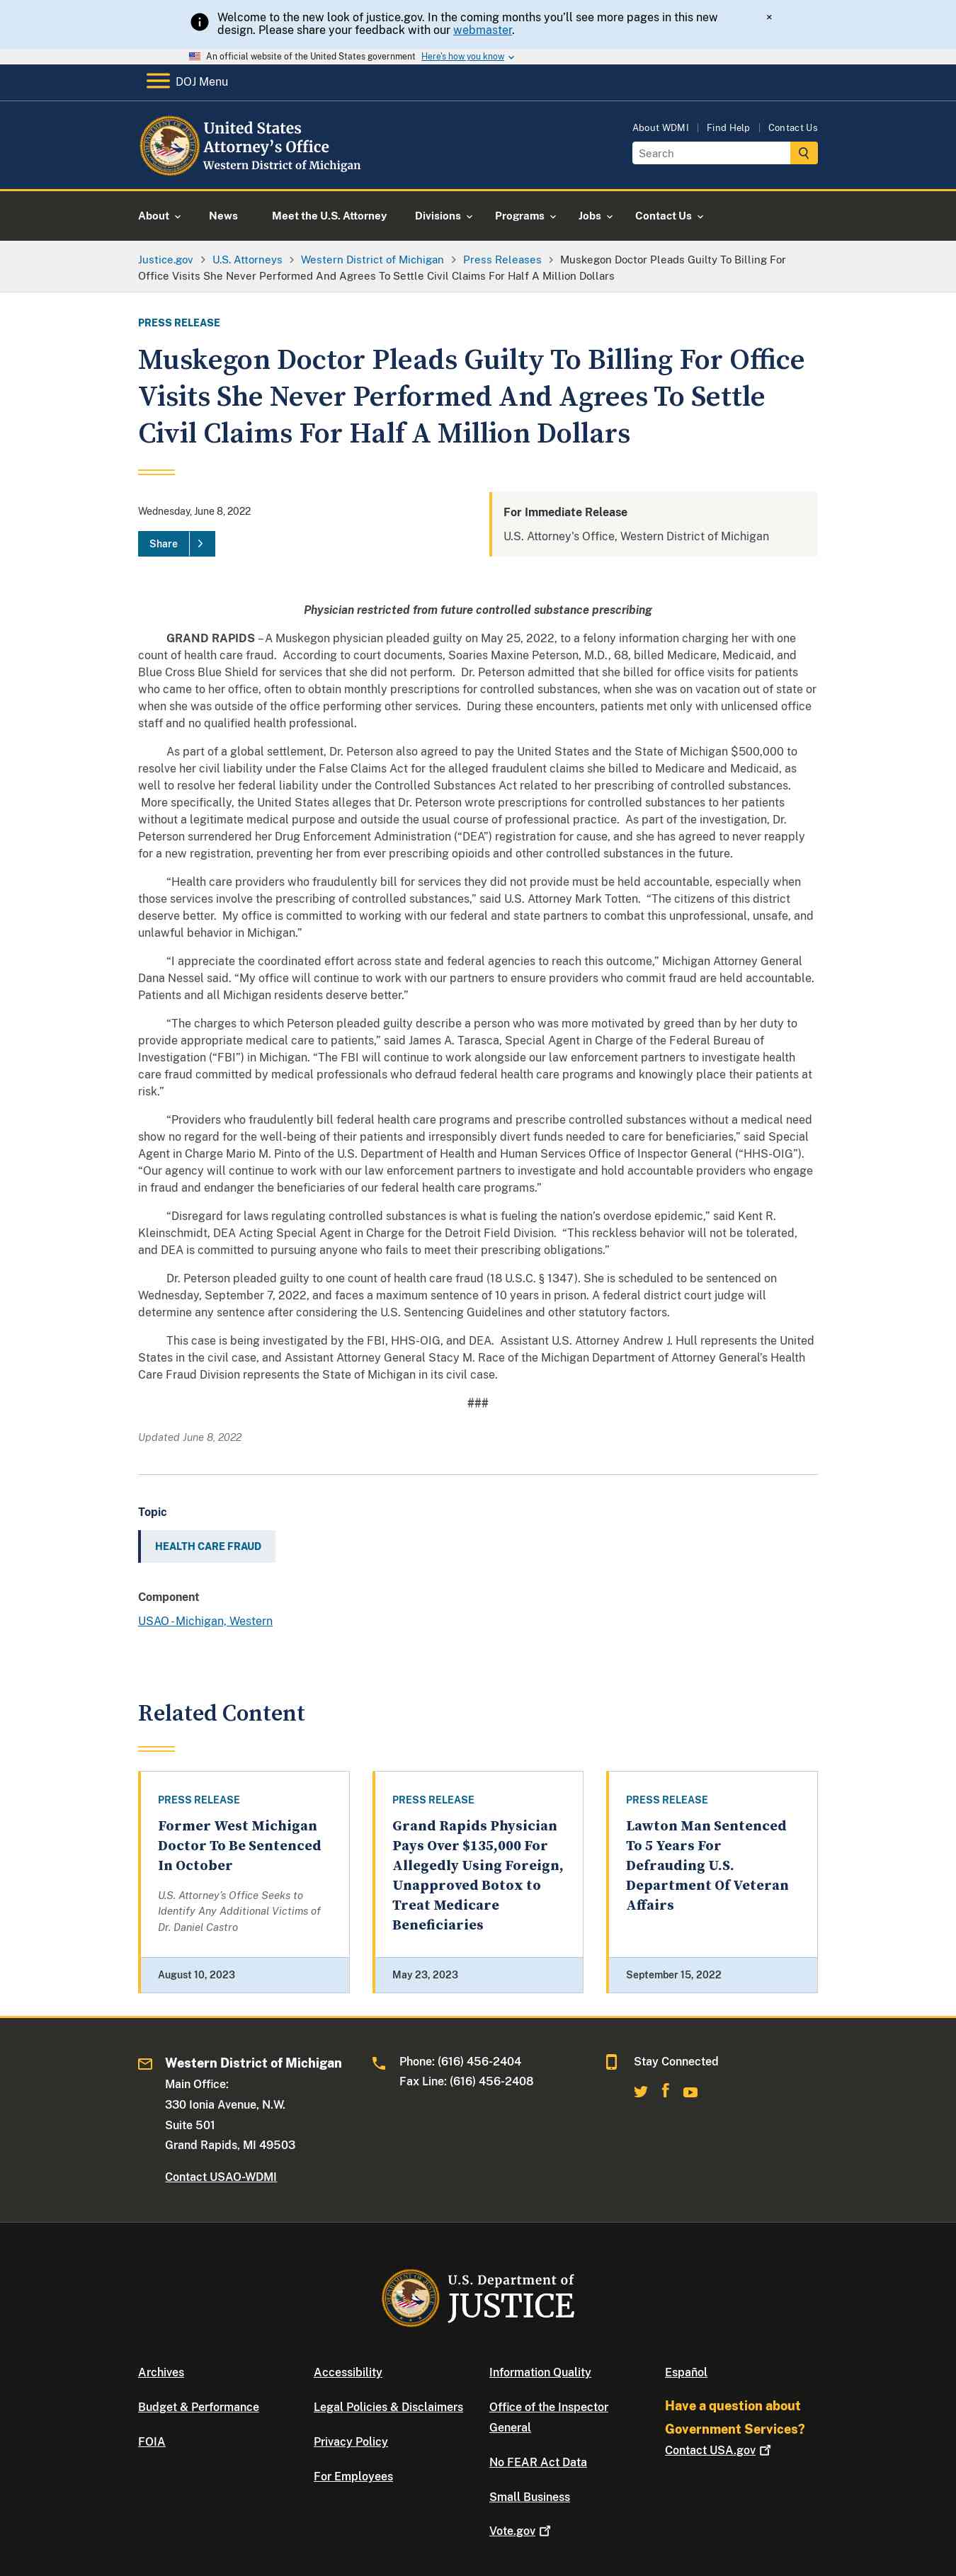 Welcome to the new look of justice.gov. In the coming months you'll see more pages in this new
design. Please share your feedback with our webmaster.
×
An official website of the United States government Here's how you know
DOJ Menu
United States
Attorney's Office
Western District of Michigan
About WDMI | Find Help | Contact Us
Search
About News Meet the U.S. Attorney Divisions Programs Jobs Contact Us
Justice.gov > U.S. Attorneys > Western District of Michigan > Press Releases > Muskegon Doctor Pleads Guilty To Billing For
Office Visits She Never Performed And Agrees To Settle Civil Claims For Half A Million Dollars
PRESS RELEASE
Muskegon Doctor Pleads Guilty To Billing For Office
Visits She Never Performed And Agrees To Settle
Civil Claims For Half A Million Dollars
Wednesday, June 8, 2022
Share >
For Immediate Release
U.S. Attorney's Office, Western District of Michigan
Physician restricted from future controlled substance prescribing
GRAND RAPIDS – A Muskegon physician pleaded guilty on May 25, 2022, to a felony information charging her with one
count of health care fraud. According to court documents, Soaries Maxine Peterson, M.D., 68, billed Medicare, Medicaid, and
Blue Cross Blue Shield for services that she did not perform. Dr. Peterson admitted that she billed for office visits for patients
who came to her office, often to obtain monthly prescriptions for controlled substances, when she was on vacation out of state or
when she was outside of the office performing other services. During these encounters, patients met only with unlicensed office
staff and no qualified health professional.
As part of a global settlement, Dr. Peterson also agreed to pay the United States and the State of Michigan $500,000 to
resolve her civil liability under the False Claims Act for the alleged fraudulent claims she billed to Medicare and Medicaid, as
well to resolve her federal liability under the Controlled Substances Act related to her prescribing of controlled substances.
More specifically, the United States alleges that Dr. Peterson wrote prescriptions for controlled substances to her patients
without a legitimate medical purpose and outside the usual course of professional practice. As part of the investigation, Dr.
Peterson surrendered her Drug Enforcement Administration (“DEA”) registration for cause, and she has agreed to never reapply
for a new registration, preventing her from ever prescribing opioids and other controlled substances in the future.
“Health care providers who fraudulently bill for services they did not provide must be held accountable, especially when
those services involve the prescribing of controlled substances,” said U.S. Attorney Mark Totten. “The citizens of this district
deserve better. My office is committed to working with our federal and state partners to combat this unprofessional, unsafe, and
unlawful behavior in Michigan.”
“I appreciate the coordinated effort across state and federal agencies to reach this outcome,” Michigan Attorney General
Dana Nessel said. “My office will continue to work with our partners to ensure providers who commit fraud are held accountable.
Patients and all Michigan residents deserve better.”
“The charges to which Peterson pleaded guilty describe a person who was more motivated by greed than by her duty to
provide appropriate medical care to patients,” said James A. Tarasca, Special Agent in Charge of the Federal Bureau of
Investigation (“FBI”) in Michigan. “The FBI will continue to work alongside our law enforcement partners to investigate health
care fraud committed by medical professionals who defraud federal health care programs and knowingly place their patients at
risk.”
“Providers who fraudulently bill federal health care programs and prescribe controlled substances without a medical need
show no regard for the well-being of their patients and irresponsibly divert funds needed to care for beneficiaries,” said Special
Agent in Charge Mario M. Pinto of the U.S. Department of Health and Human Services Office of Inspector General (“HHS-OIG”).
“Our agency will continue to work with our law enforcement partners to investigate and hold accountable providers who engage
in fraud and endanger the beneficiaries of our federal health care programs.”
“Disregard for laws regulating controlled substances is what is fueling the nation’s overdose epidemic,” said Kent R.
Kleinschmidt, DEA Acting Special Agent in Charge for the Detroit Field Division. “This reckless behavior will not be tolerated,
and DEA is committed to pursuing anyone who fails to meet their prescribing obligations.”
Dr. Peterson pleaded guilty to one count of health care fraud (18 U.S.C. § 1347). She is scheduled to be sentenced on
Wednesday, September 7, 2022, and faces a maximum sentence of 10 years in prison. A federal district court judge will
determine any sentence after considering the U.S. Sentencing Guidelines and other statutory factors.
This case is being investigated by the FBI, HHS-OIG, and DEA. Assistant U.S. Attorney Andrew J. Hull represents the United
States in the civil case, and Assistant Attorney General Stacy M. Race of the Michigan Department of Attorney General's Health
Care Fraud Division represents the State of Michigan in its civil case.
###
Updated June 8, 2022
Topic
HEALTH CARE FRAUD
Component
USAO - Michigan, Western
Related Content
PRESS RELEASE
Former West Michigan
Doctor To Be Sentenced
In October
U.S. Attorney’s Office Seeks to
Identify Any Additional Victims of
Dr. Daniel Castro
August 10, 2023
PRESS RELEASE
Grand Rapids Physician
Pays Over $135,000 For
Allegedly Using Foreign,
Unapproved Botox to
Treat Medicare
Beneficiaries
May 23, 2023
PRESS RELEASE
Lawton Man Sentenced
To 5 Years For
Defrauding U.S.
Department Of Veteran
Affairs
September 15, 2022
Western District of Michigan
Main Office:
330 Ionia Avenue, N.W.
Suite 501
Grand Rapids, MI 49503
Contact USAO-WDMI
Phone: (616) 456-2404
Fax Line: (616) 456-2408
Stay Connected
U.S. Department of
JUSTICE
Archives
Budget & Performance
FOIA
Accessibility
Legal Policies & Disclaimers
Privacy Policy
For Employees
Information Quality
Office of the Inspector
General
No FEAR Act Data
Small Business
Vote.gov
Español
Have a question about
Government Services?
Contact USA.gov